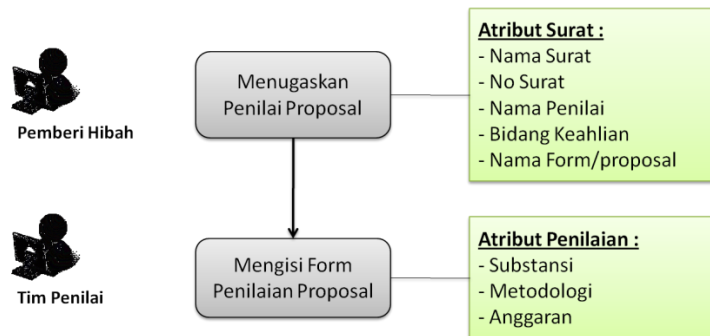 Pemberi Hibah
Menugaskan
Penilai Proposal
Atribut Surat :
- Nama Surat
- No Surat
- Nama Penilai
- Bidang Keahlian
- Nama Form/proposal
Tim Penilai
Mengisi Form
Penilaian Proposal
Atribut Penilaian :
- Substansi
- Metodologi
- Anggaran